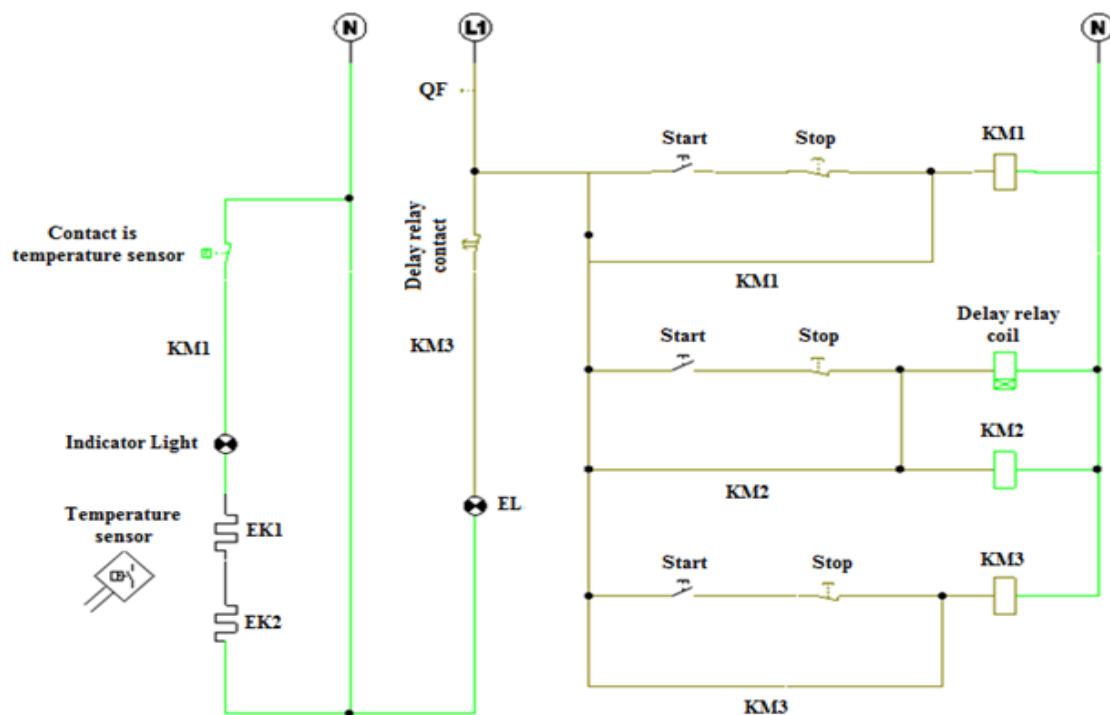 N
L1
N
QF
Start
Stop
KM1
Contact is
temperature sensor
Delay relay
contact
KM1
KM1
KM3
Start
Stop
Delay relay
coil
Indicator Light
KM2
KM2
EL
Temperature
sensor
EK1
Start
Stop
KM3
EK2
KM3